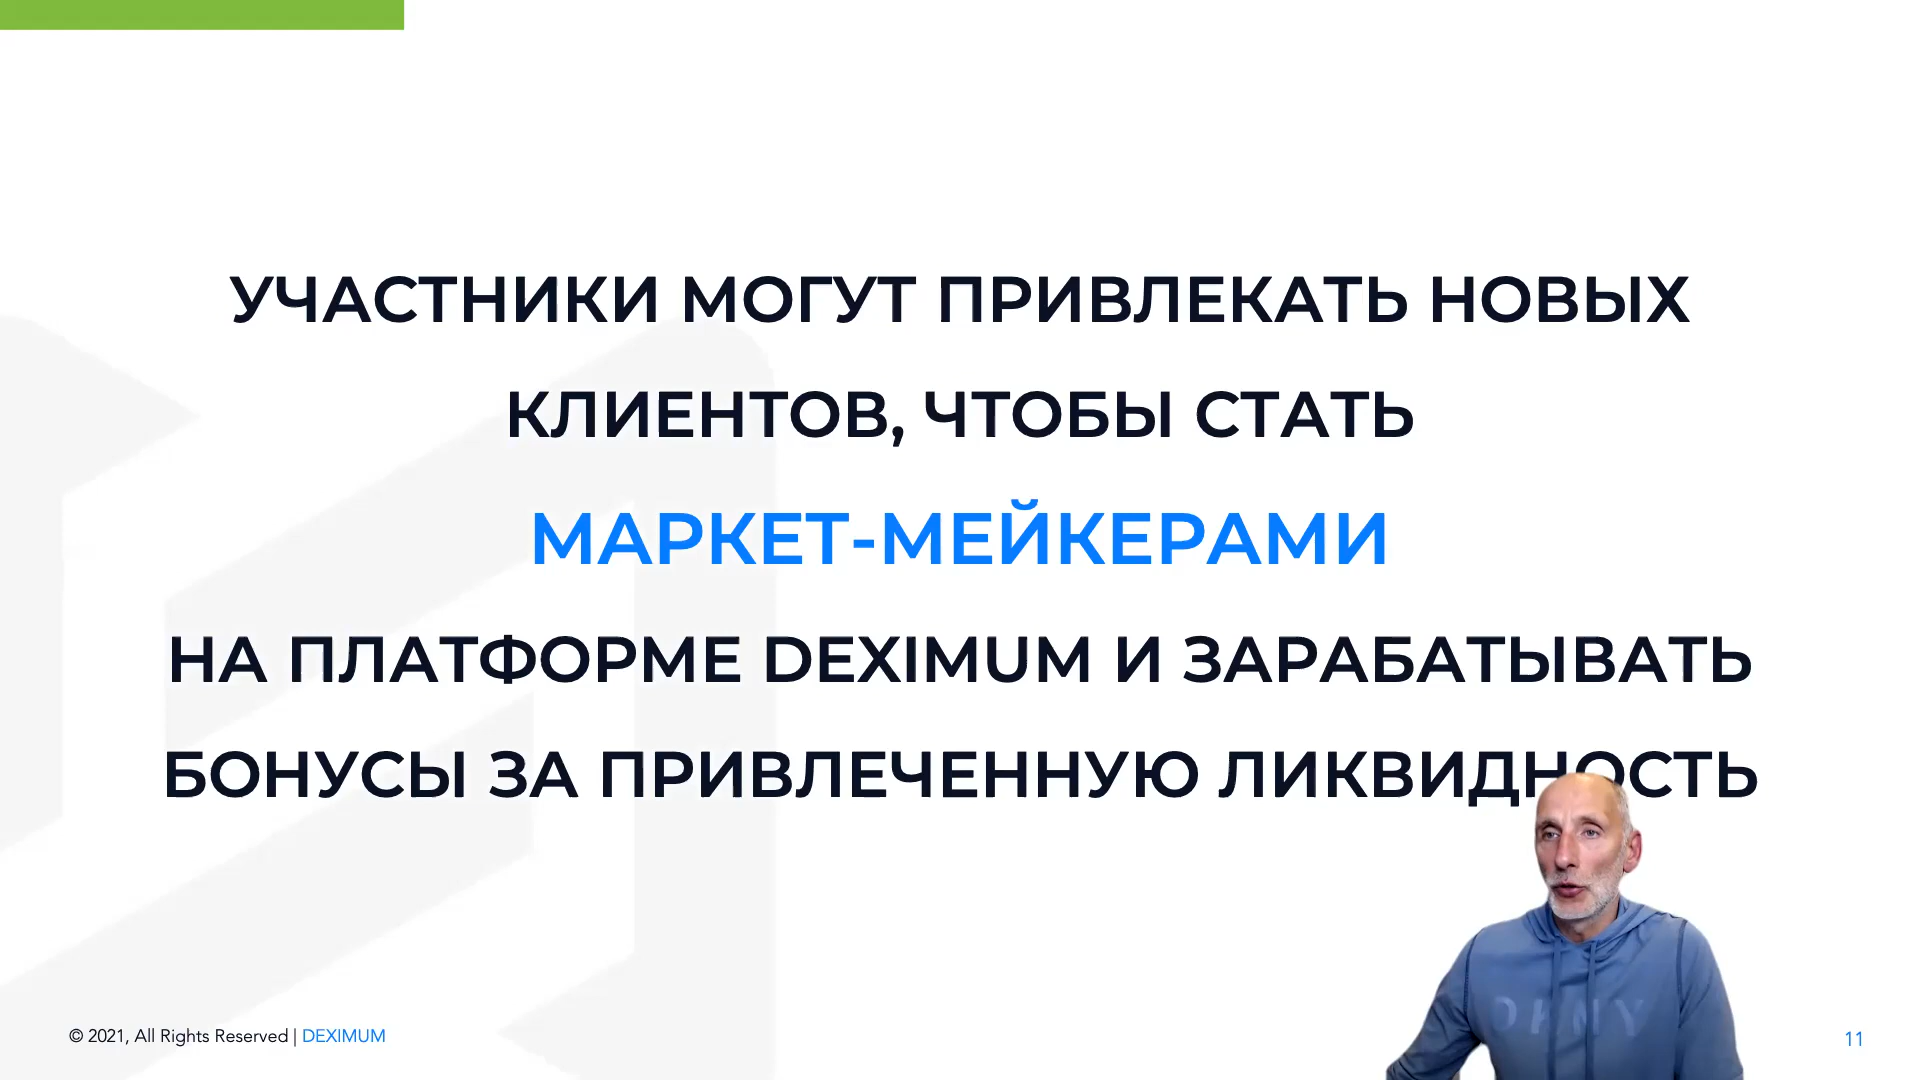 УЧАСТНИКИ МОГУТ ПРИВЛЕКАТЬ НОВЫХ
КЛИЕНТОВ, ЧТОБЫ СТАТЬ
МАРКЕТ-МЕЙКЕРАМИ
НА ПЛАТФОРМЕ DEXIMUM И ЗАРАБАТЫВАТЬ
БОНУСЫ ЗА ПРИВЛЕЧЕННУЮ ЛИКВИДНОСТЬ
DKNY
© 2021, All Rights Reserved | DEXIMUM
11